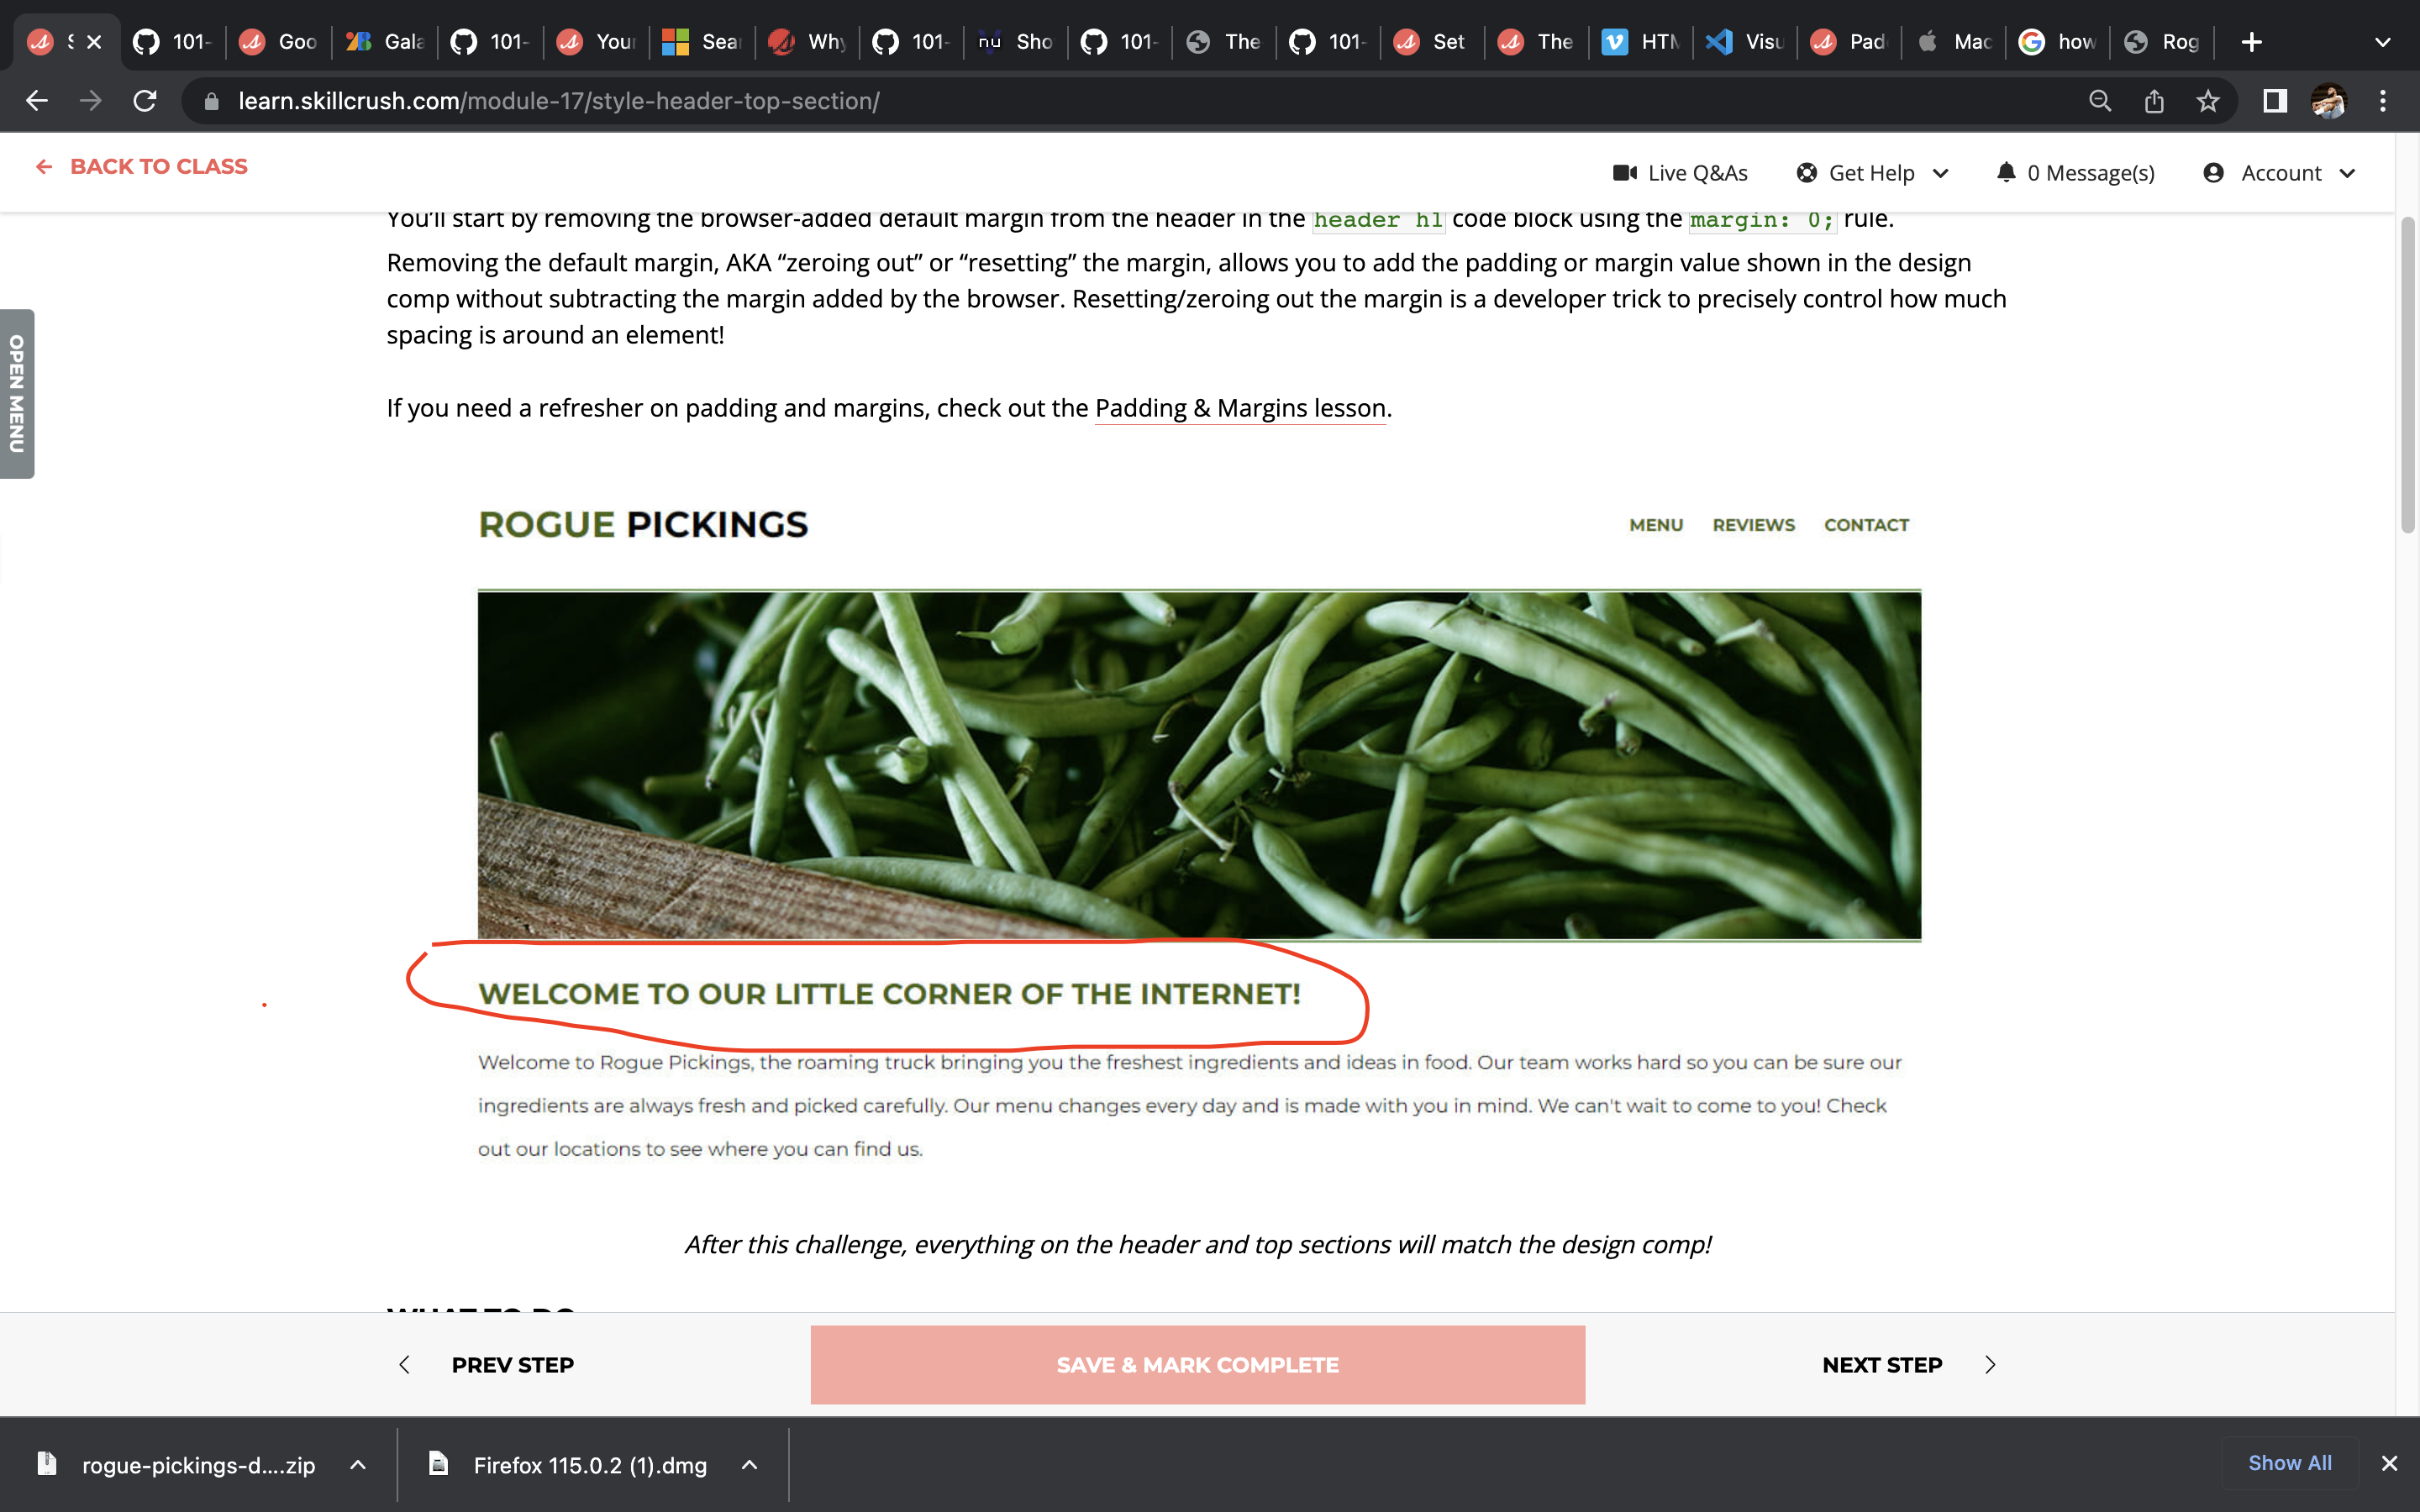 S
101-
Goo
Gala
101-
Your
Sear
Why
101-
nu Sho
101-
The
101-
Set
The
HTM
Visu
Pad
Mac
how
Rog
learn.skillcrush.com/module-17/style-header-top-section/
BACK TO CLASS
Live Q&As
Get Help
0 Message(s)
Account
OPEN MENU
You'll start by removing the browser-added default margin from the header in the header h1 code block using the margin: 0; rule.
Removing the default margin, AKA “zeroing out” or “resetting” the margin, allows you to add the padding or margin value shown in the design
comp without subtracting the margin added by the browser. Resetting/zeroing out the margin is a developer trick to precisely control how much
spacing is around an element!
If you need a refresher on padding and margins, check out the Padding & Margins lesson.
ROGUE PICKINGS
MENU REVIEWS CONTACT
WELCOME TO OUR LITTLE CORNER OF THE INTERNET!
Welcome to Rogue Pickings, the roaming truck bringing you the freshest ingredients and ideas in food. Our team works hard so you can be sure our
ingredients are always fresh and picked carefully. Our menu changes every day and is made with you in mind. We can't wait to come to you! Check
out our locations to see where you can find us.
After this challenge, everything on the header and top sections will match the design comp!
WHAT TO DO
PREV STEP
SAVE & MARK COMPLETE
NEXT STEP
rogue-pickings-d....zip
Firefox 115.0.2 (1).dmg
Show All